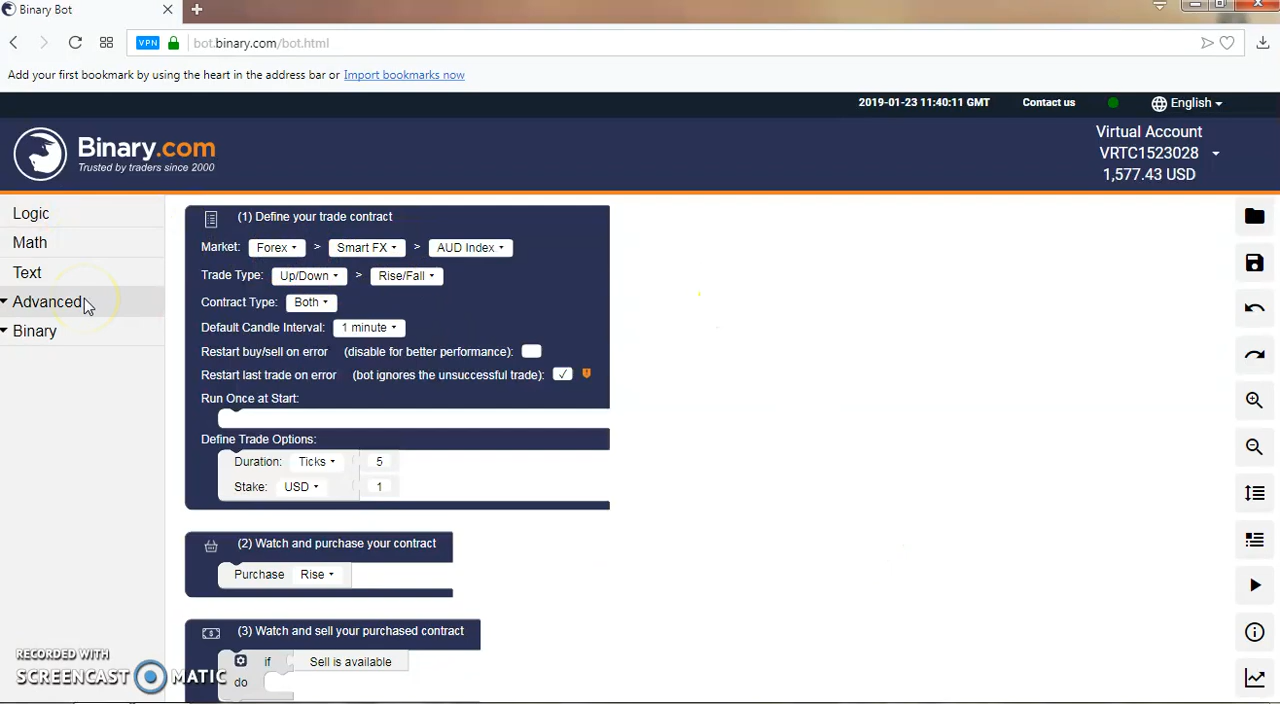 Binary Bot
VPN
bot.binary.com/bot.html
Add your first bookmark by using the heart in the address bar or Import bookmarks now
2019-01-23 11:40:11 GMT
Contact us
English
Binary.com
Trusted by traders since 2000
Virtual Account
VRTC1523028
1,577.43 USD
Logic
Math
Text
Advanced
Binary
(1) Define your trade contract
Market: Forex > Smart FX > AUD Index
Trade Type: Up/Down > Rise/Fall
Contract Type: Both
Default Candle Interval: 1 minute
Restart buy/sell on error (disable for better performance):
Restart last trade on error (bot ignores the unsuccessful trade): ✓
Run Once at Start:
Define Trade Options:
Duration: Ticks 5
Stake: USD 1
(2) Watch and purchase your contract
Purchase Rise
(3) Watch and sell your purchased contract
if Sell is available
do
RECORDED WITH
SCREENCAST MATIC